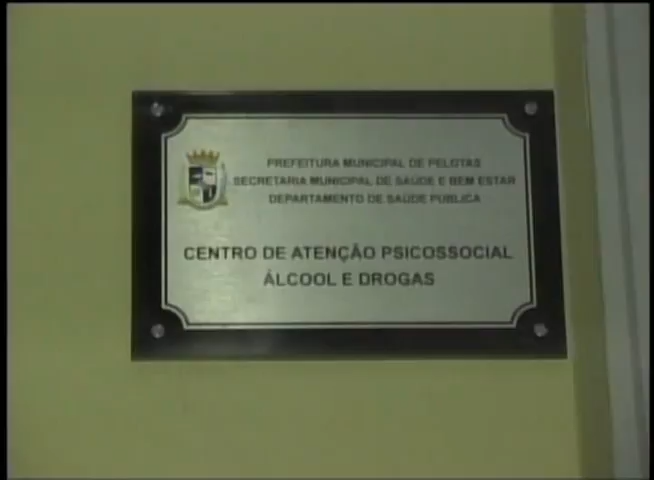 PREFEITURA MUNICIPAL DE PELOTAS
SECRETARIA MUNICIPAL DE SAÚDE E BEM ESTAR
DEPARTAMENTO DE SAÚDE PÚBLICA
CENTRO DE ATENÇÃO PSICOSSOCIAL
ÁLCOOL E DROGAS